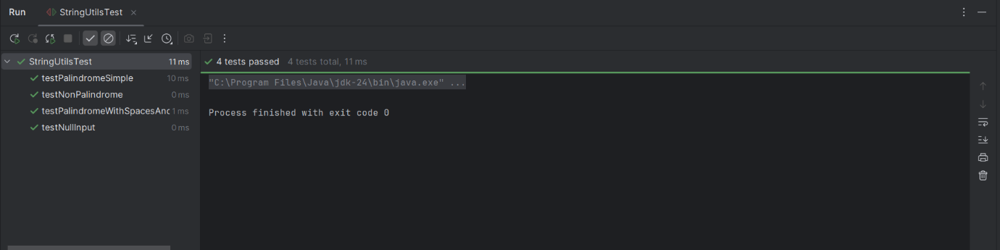 Run StringUtilsTest
StringUtilsTest 11 ms
testPalindromeSimple 10 ms
testNonPalindrome 0 ms
testPalindromeWithSpacesAnd 1 ms
testNullInput 0 ms
4 tests passed 4 tests total, 11 ms
"C:\Program Files\Java\jdk-24\bin\java.exe" ...
Process finished with exit code 0